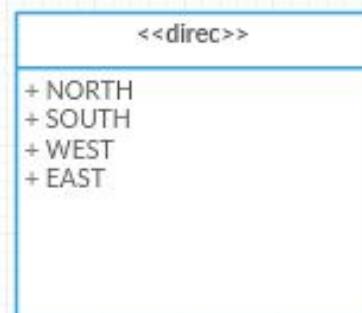 <<direc>>
+ NORTH
+ SOUTH
+ WEST
+ EAST